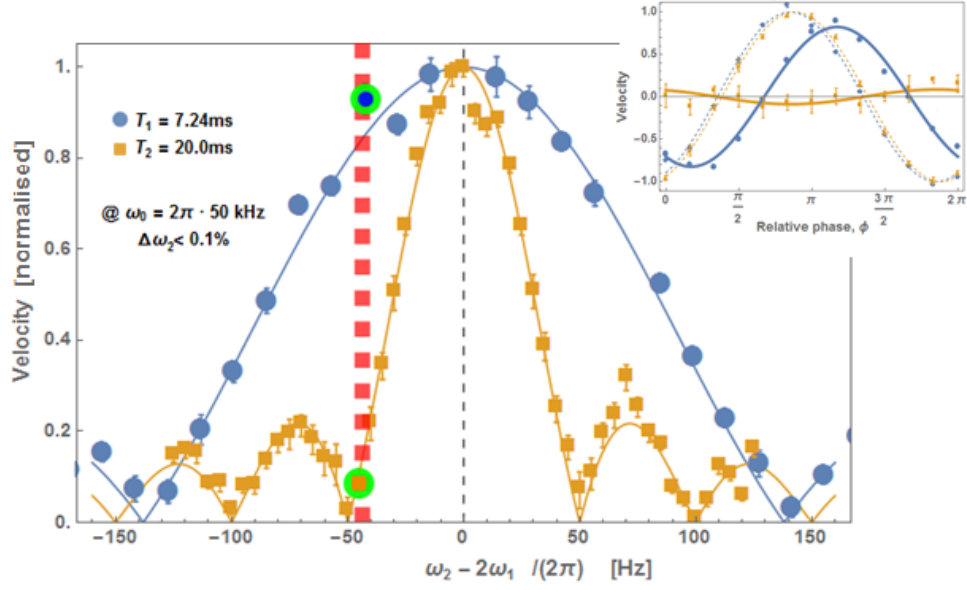 1.0
0.5
0.0
-0.5
-1.0
Velocity
0
π/2
π
3π/2
2π
Relative phase, ϕ
1.
0.8
0.6
0.4
0.2
0.
Velocity [normalised]
T₁ = 7.24ms
T₂ = 20.0ms
@ ω₀ = 2π · 50 kHz
Δω₂< 0.1%
−150
−100
−50
0
50
100
150
ω₂ − 2ω₁ /(2π) [Hz]